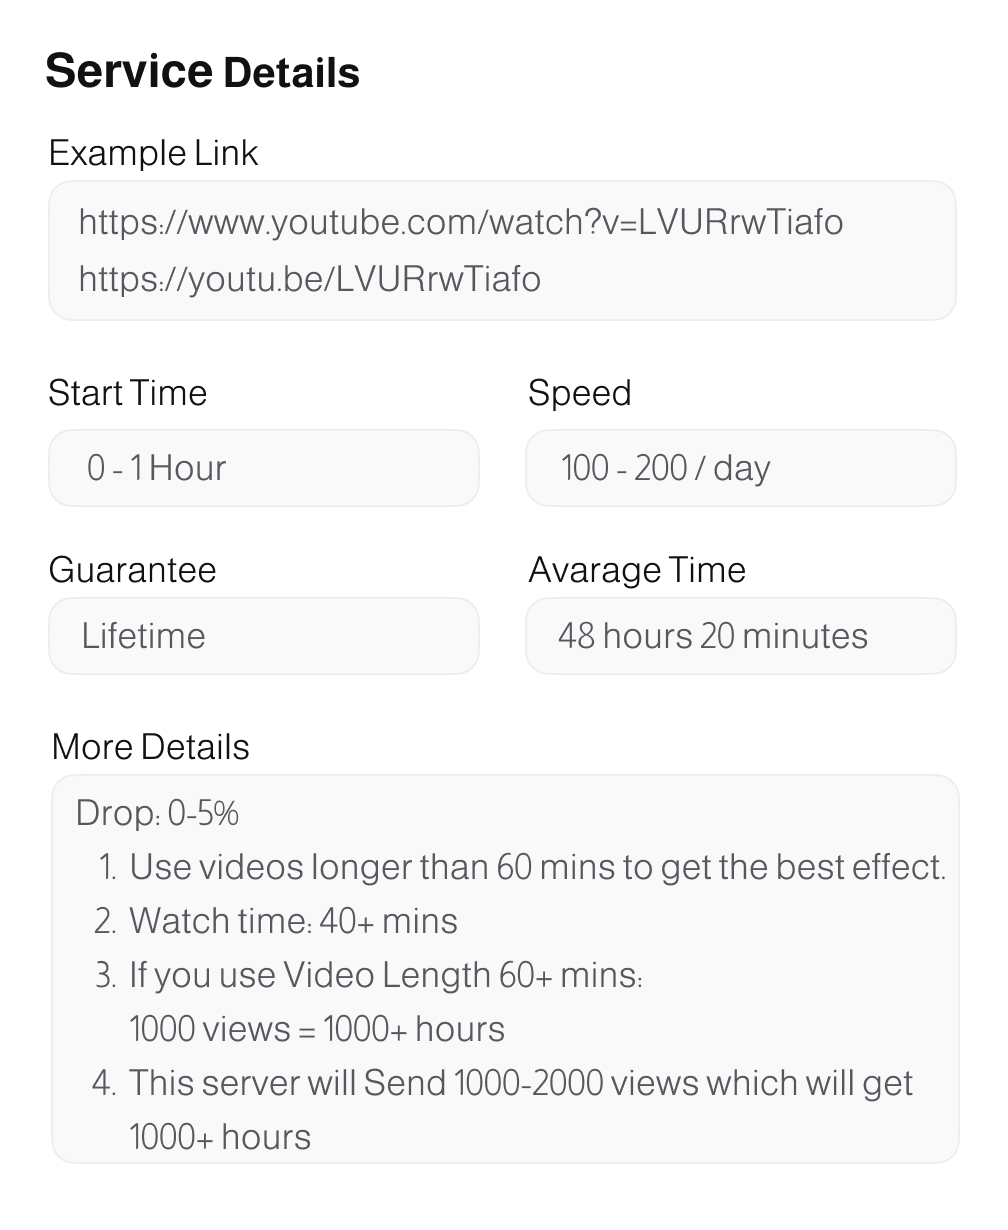 Service Details
Example Link
https://www.youtube.com/watch?v=LVURrwTiafo
https://youtu.be/LVURrwTiafo
Start Time
Speed
0 - 1 Hour
100 - 200 / day
Guarantee
Avarage Time
Lifetime
48 hours 20 minutes
More Details
Drop: 0-5%
1. Use videos longer than 60 mins to get the best effect.
2. Watch time: 40+ mins
3. If you use Video Length 60+ mins:
1000 views = 1000+ hours
4. This server will Send 1000-2000 views which will get
1000+ hours